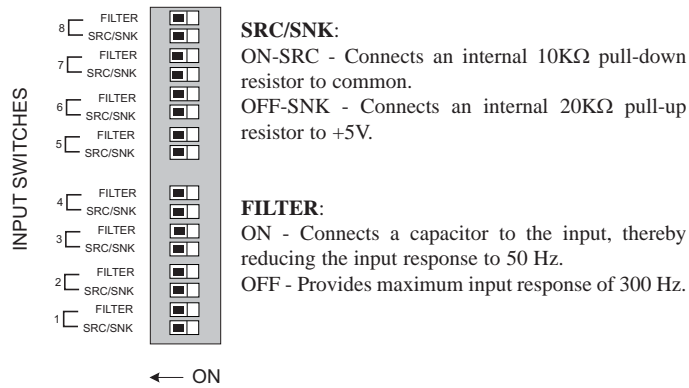 INPUT SWITCHES
8 FILTER
SRC/SNK
7 FILTER
SRC/SNK
6 FILTER
SRC/SNK
5 FILTER
SRC/SNK
4 FILTER
SRC/SNK
3 FILTER
SRC/SNK
2 FILTER
SRC/SNK
1 FILTER
SRC/SNK
← ON
SRC/SNK:
ON-SRC - Connects an internal 10KΩ pull-down
resistor to common.
OFF-SNK - Connects an internal 20KΩ pull-up
resistor to +5V.
FILTER:
ON - Connects a capacitor to the input, thereby
reducing the input response to 50 Hz.
OFF - Provides maximum input response of 300 Hz.